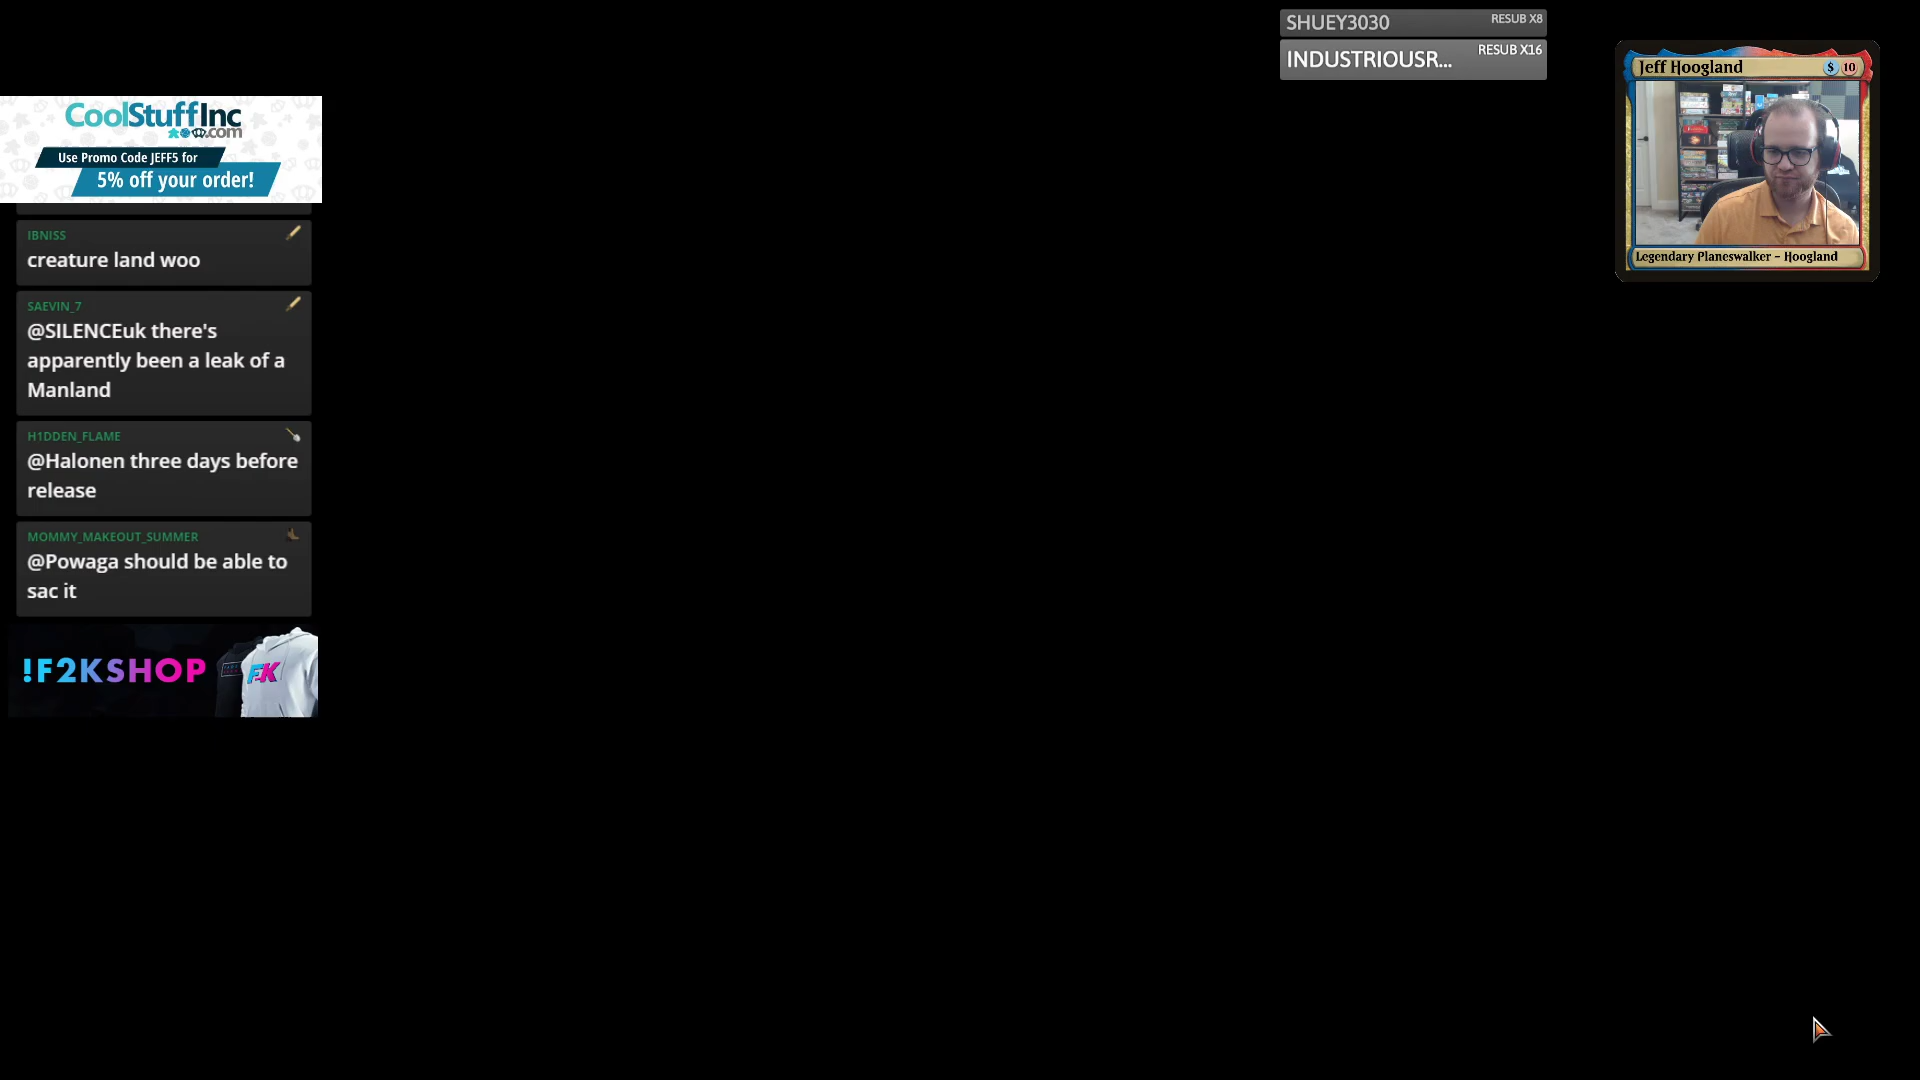 SHUEY3030 RESUB X8
INDUSTRIOUSR... RESUB X16
Jeff Hoogland $ 10
Legendary Planeswalker – Hoogland
CoolStuffInc
.com
Use Promo Code JEFF5 for
5% off your order!
IBNISS
creature land woo
SAEVIN_7
@SILENCEuk there's
apparently been a leak of a
Manland
H1DDEN_FLAME
@Halonen three days before
release
MOMMY_MAKEOUT_SUMMER
@Powaga should be able to
sac it
!F2KSHOP